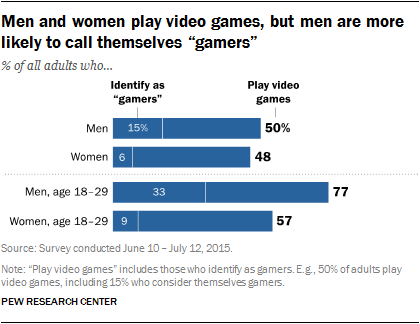 Men and women play video games, but men are more
likely to call themselves “gamers”
% of all adults who...
Identify as
“gamers”
Play video
games
Men 15% 50%
Women 6 48
Men, age 18–29 33 77
Women, age 18–29 9 57
Source: Survey conducted June 10 – July 12, 2015.
Note: “Play video games” includes those who identify as gamers. E.g., 50% of adults play
video games, including 15% who consider themselves gamers.
PEW RESEARCH CENTER